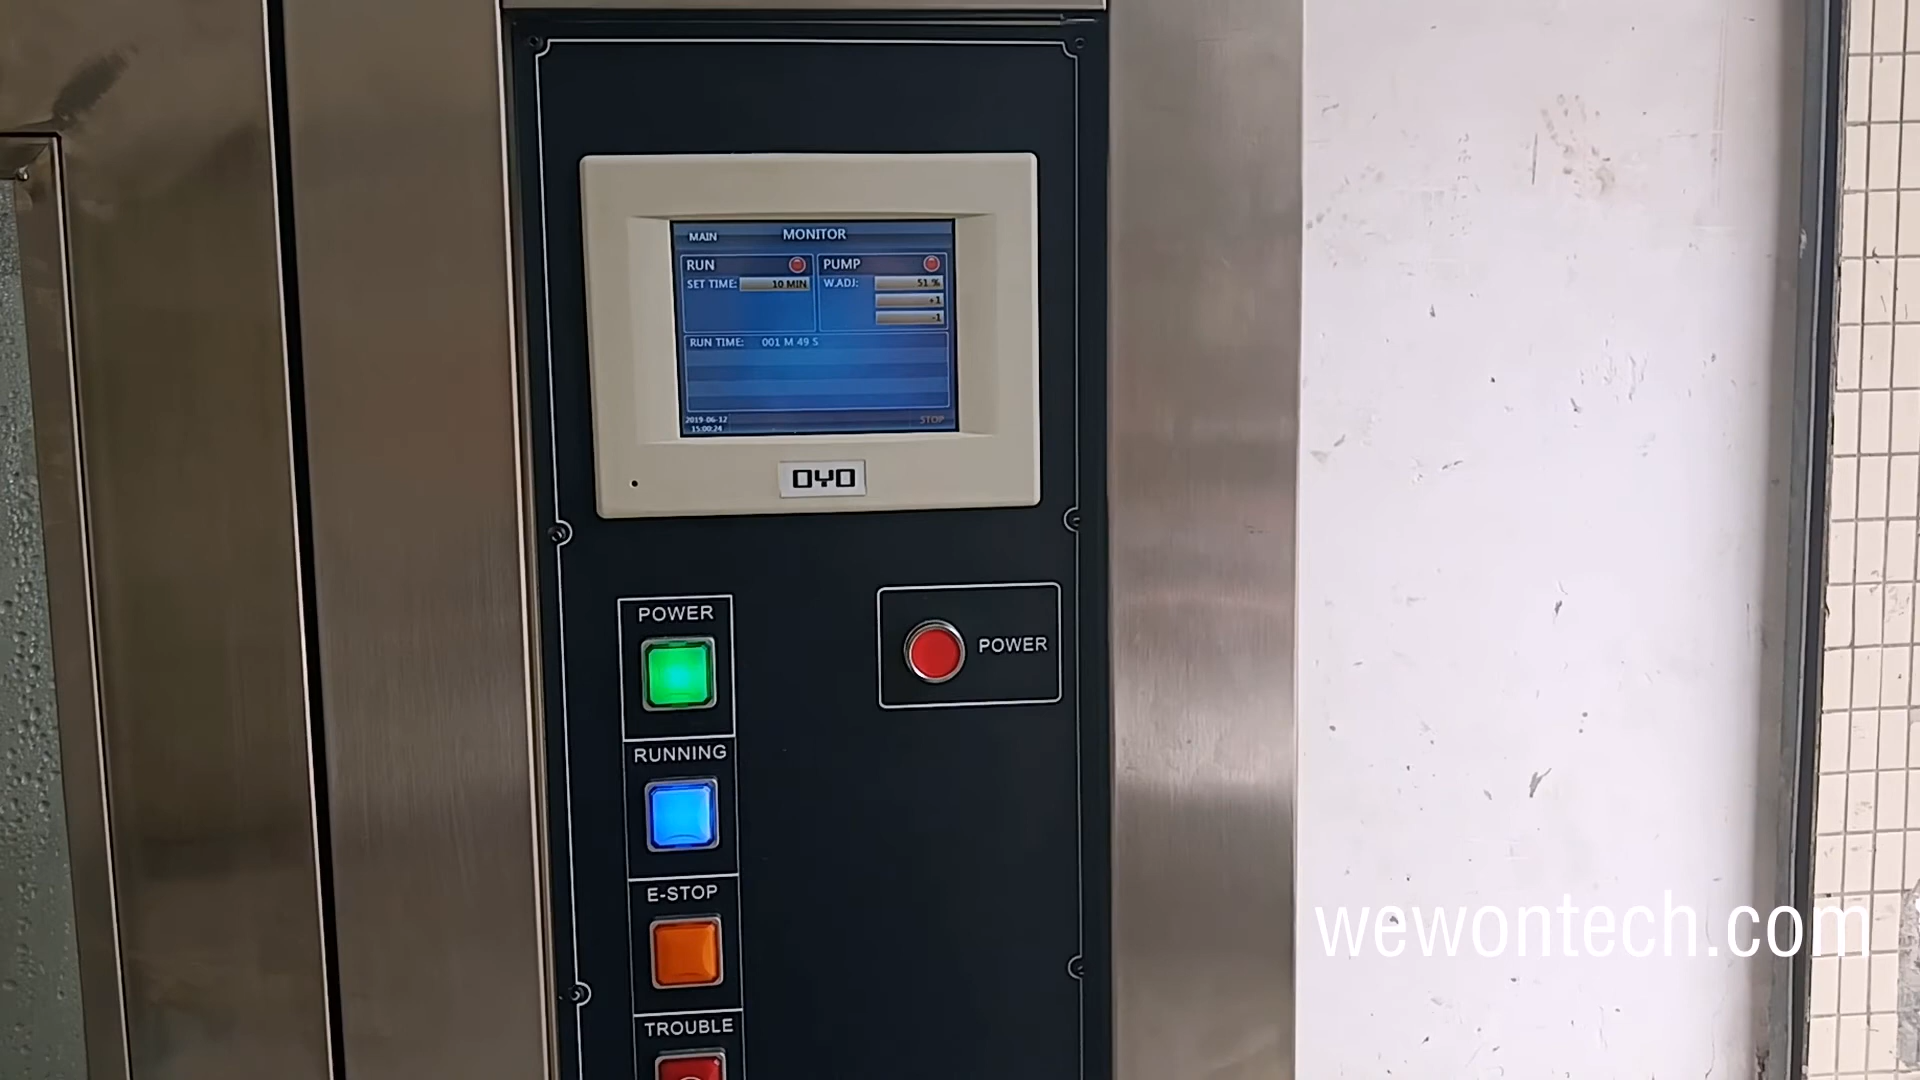 MAIN MONITOR
RUN
PUMP
SET TIME: 10 MIN
W.ADJ: 51 %
+1
-1
RUN TIME: 001 M 49 S
2019-06-12
15:00:24
STOP
OYO
POWER
POWER
RUNNING
E-STOP
TROUBLE
wewontech.com